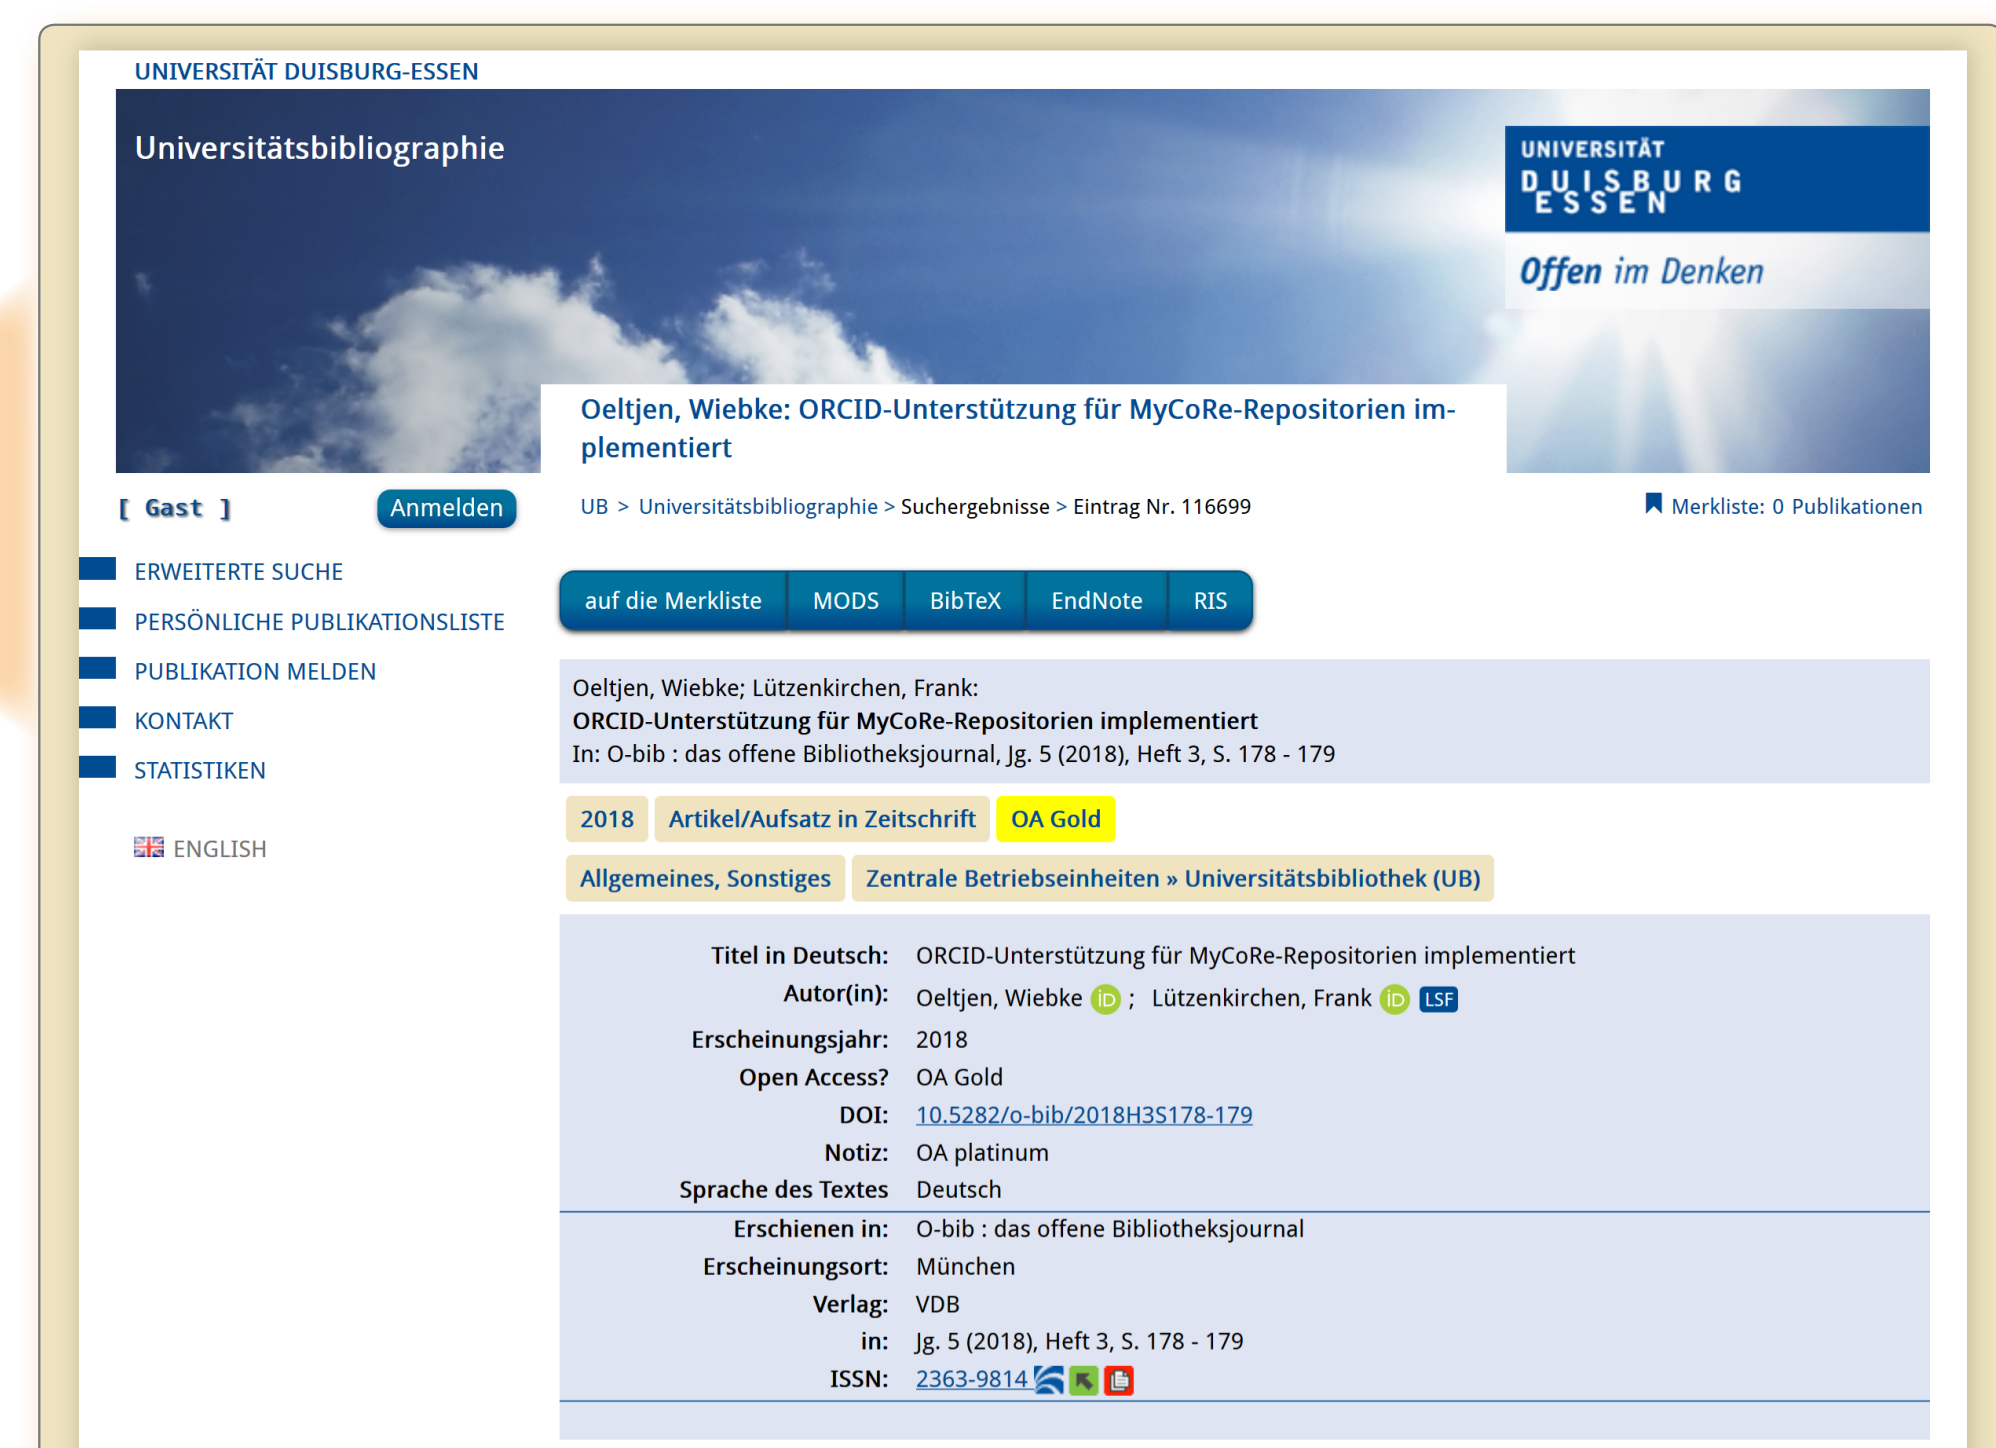 UNIVERSITÄT DUISBURG-ESSEN
Universitätsbibliographie
UNIVERSITÄT
DUISBURG
ESSEN
Offen im Denken
Oeltjen, Wiebke: ORCID-Unterstützung für MyCoRe-Repositorien im-
plementiert
[ Gast ] Anmelden
UB > Universitätsbibliographie > Suchergebnisse > Eintrag Nr. 116699
Merkliste: 0 Publikationen
ERWEITERTE SUCHE
PERSÖNLICHE PUBLIKATIONSLISTE
PUBLIKATION MELDEN
KONTAKT
STATISTIKEN
ENGLISH
auf die Merkliste MODS BibTeX EndNote RIS
Oeltjen, Wiebke; Lützenkirchen, Frank:
ORCID-Unterstützung für MyCoRe-Repositorien implementiert
In: O-bib : das offene Bibliotheksjournal, Jg. 5 (2018), Heft 3, S. 178 - 179
2018 Artikel/Aufsatz in Zeitschrift OA Gold
Allgemeines, Sonstiges Zentrale Betriebseinheiten » Universitätsbibliothek (UB)
Titel in Deutsch: ORCID-Unterstützung für MyCoRe-Repositorien implementiert
Autor(in): Oeltjen, Wiebke iD ; Lützenkirchen, Frank iD LSF
Erscheinungsjahr: 2018
Open Access? OA Gold
DOI: 10.5282/o-bib/2018H3S178-179
Notiz: OA platinum
Sprache des Textes Deutsch
Erschienen in: O-bib : das offene Bibliotheksjournal
Erscheinungsort: München
Verlag: VDB
in: Jg. 5 (2018), Heft 3, S. 178 - 179
ISSN: 2363-9814